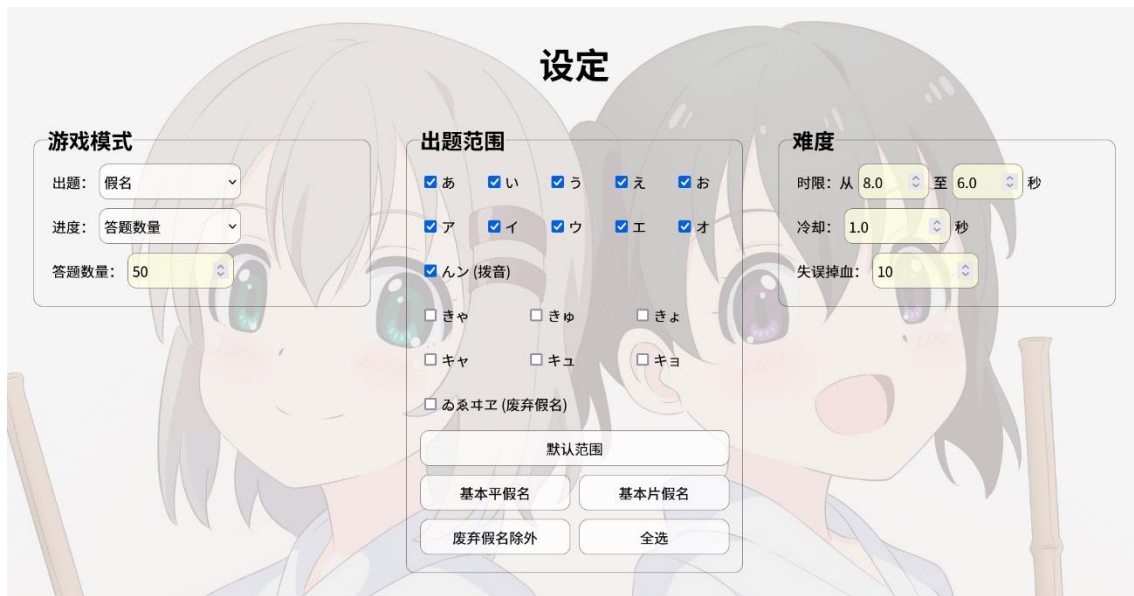 设定
游戏模式
出题: 假名
进度: 答题数量
答题数量: 50
出题范围
あ い う え お
ア イ ウ エ オ
んン (拨音)
きゃ きゅ きょ
キャ キュ キョ
ゐゑヰヱ (废弃假名)
默认范围
基本平假名 基本片假名
废弃假名除外 全选
难度
时限: 从 8.0 至 6.0 秒
冷却: 1.0 秒
失误掉血: 10